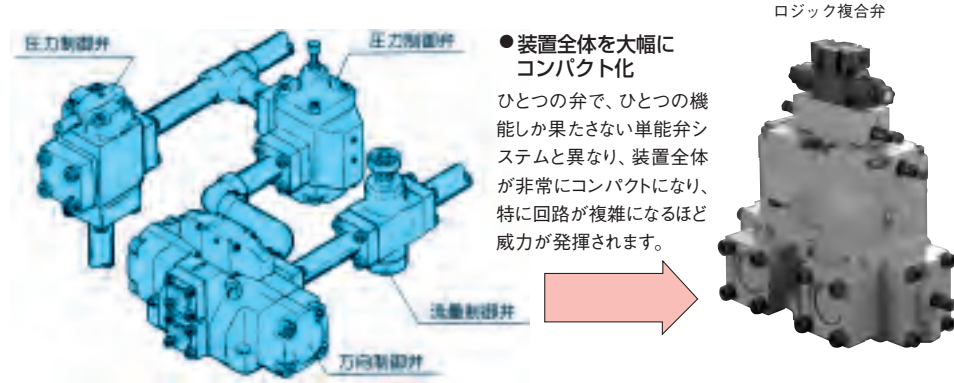 ロジック複合弁
圧力制御弁
圧力制御弁
●装置全体を大幅に
コンパクト化
ひとつの弁で、ひとつの機
能しか果たさない単能弁シ
ステムと異なり、装置全体
が非常にコンパクトになり、
特に回路が複雑になるほど
威力が発揮されます。
流量制御弁
方向制御弁